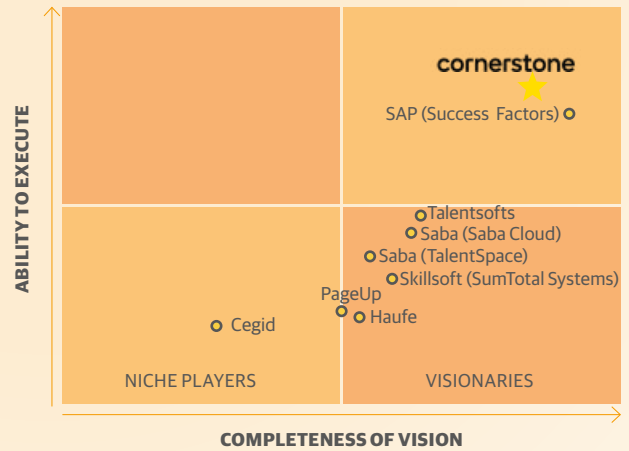 cornerstone
SAP (Success Factors)
Talentsofts
Saba (Saba Cloud)
Saba (TalentSpace)
Skillsoft (SumTotal Systems)
PageUp
Haufe
Cegid
NICHE PLAYERS
VISIONARIES
ABILITY TO EXECUTE
COMPLETENESS OF VISION